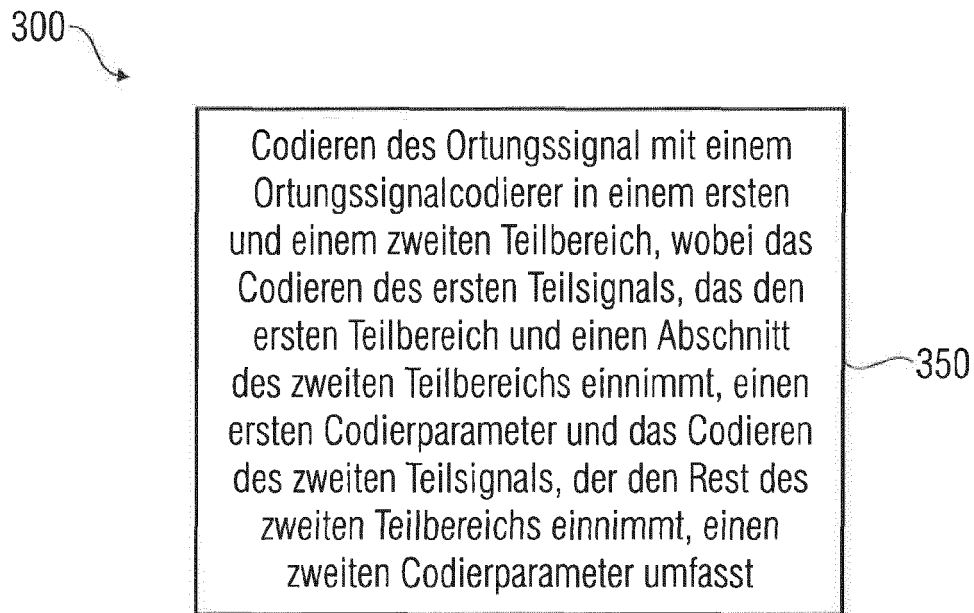 300
Codieren des Ortungssignal mit einem
Ortungssignalcodierer in einem ersten
und einem zweiten Teilbereich, wobei das
Codieren des ersten Teilsignals, das den
ersten Teilbereich und einen Abschnitt
des zweiten Teilbereichs einnimmt, einen
ersten Codierparameter und das Codieren
des zweiten Teilsignals, der den Rest des
zweiten Teilbereichs einnimmt, einen
zweiten Codierparameter umfasst
350